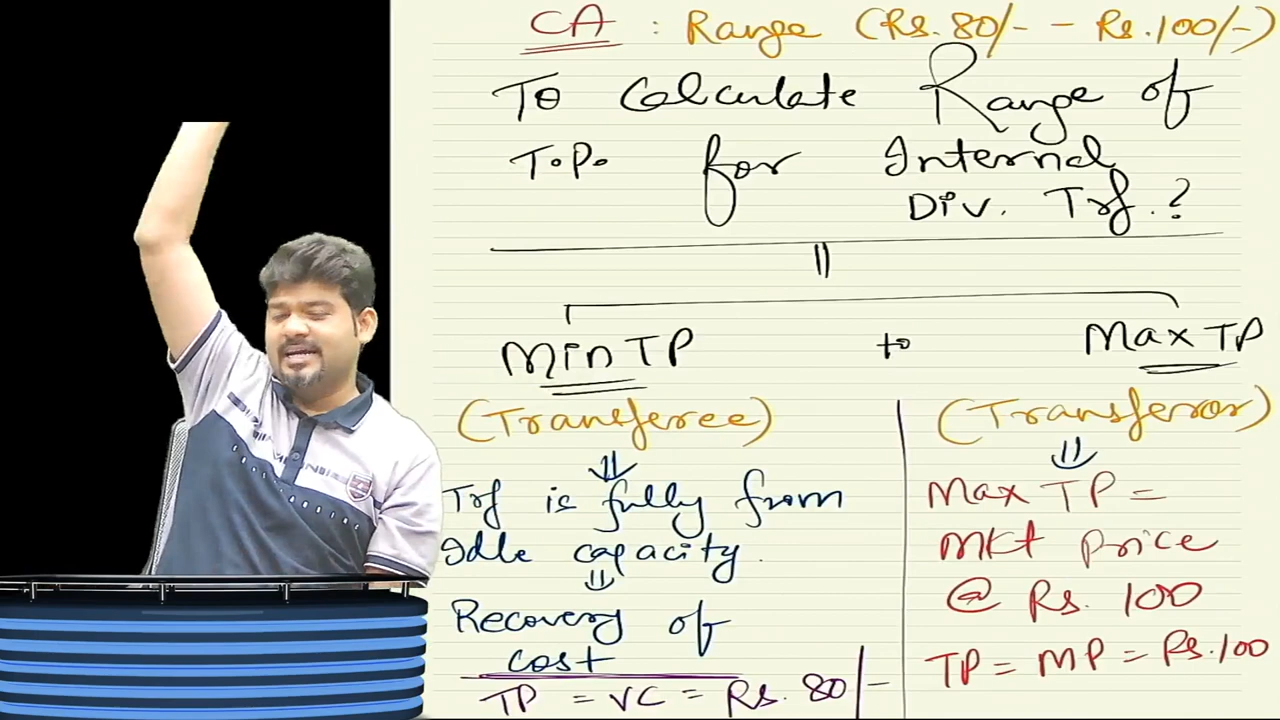 CA : Range (Rs.80/- - Rs.100/-)
To Calculate Range of
T.P. for Internal
Div. Trf.?
Min TP to Max TP
(Transferee)
Trf is fully from
Idle capacity.
Recovery of
cost
TP = VC = Rs. 80/-
(Transferor)
Max TP =
Mkt Price
@ Rs. 100
TP = MP = Rs.100